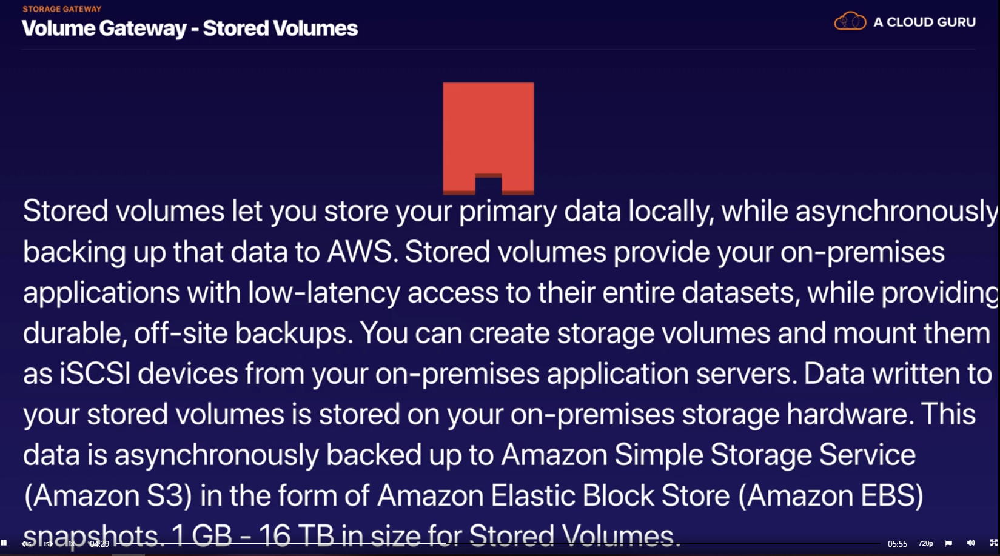 STORAGE GATEWAY
Volume Gateway - Stored Volumes
A CLOUD GURU
Stored volumes let you store your primary data locally, while asynchronously
backing up that data to AWS. Stored volumes provide your on-premises
applications with low-latency access to their entire datasets, while providing
durable, off-site backups. You can create storage volumes and mount them
as iSCSI devices from your on-premises application servers. Data written to
your stored volumes is stored on your on-premises storage hardware. This
data is asynchronously backed up to Amazon Simple Storage Service
(Amazon S3) in the form of Amazon Elastic Block Store (Amazon EBS)
snapshots. 1 GB - 16 TB in size for Stored Volumes.
15 15 1x 04:29 05:55 720p